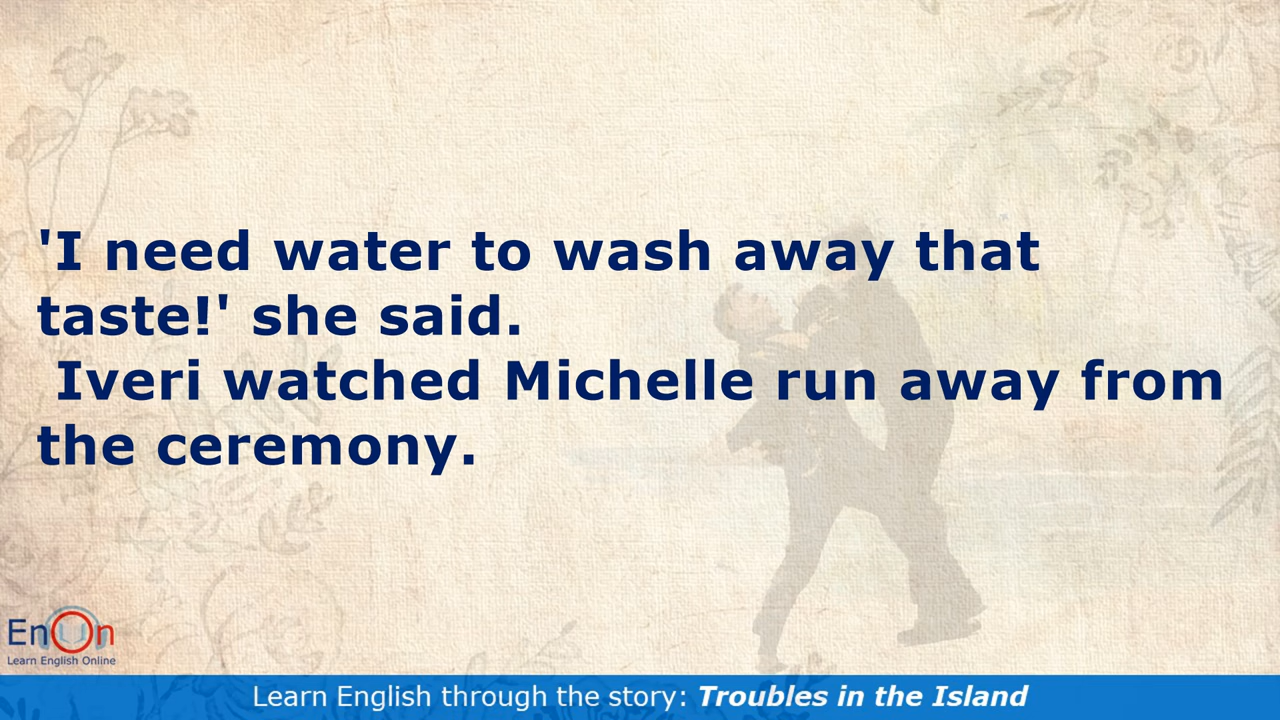 'I need water to wash away that
taste!' she said.
Iveri watched Michelle run away from
the ceremony.
EnOn
Learn English Online
Learn English through the story: Troubles in the Island